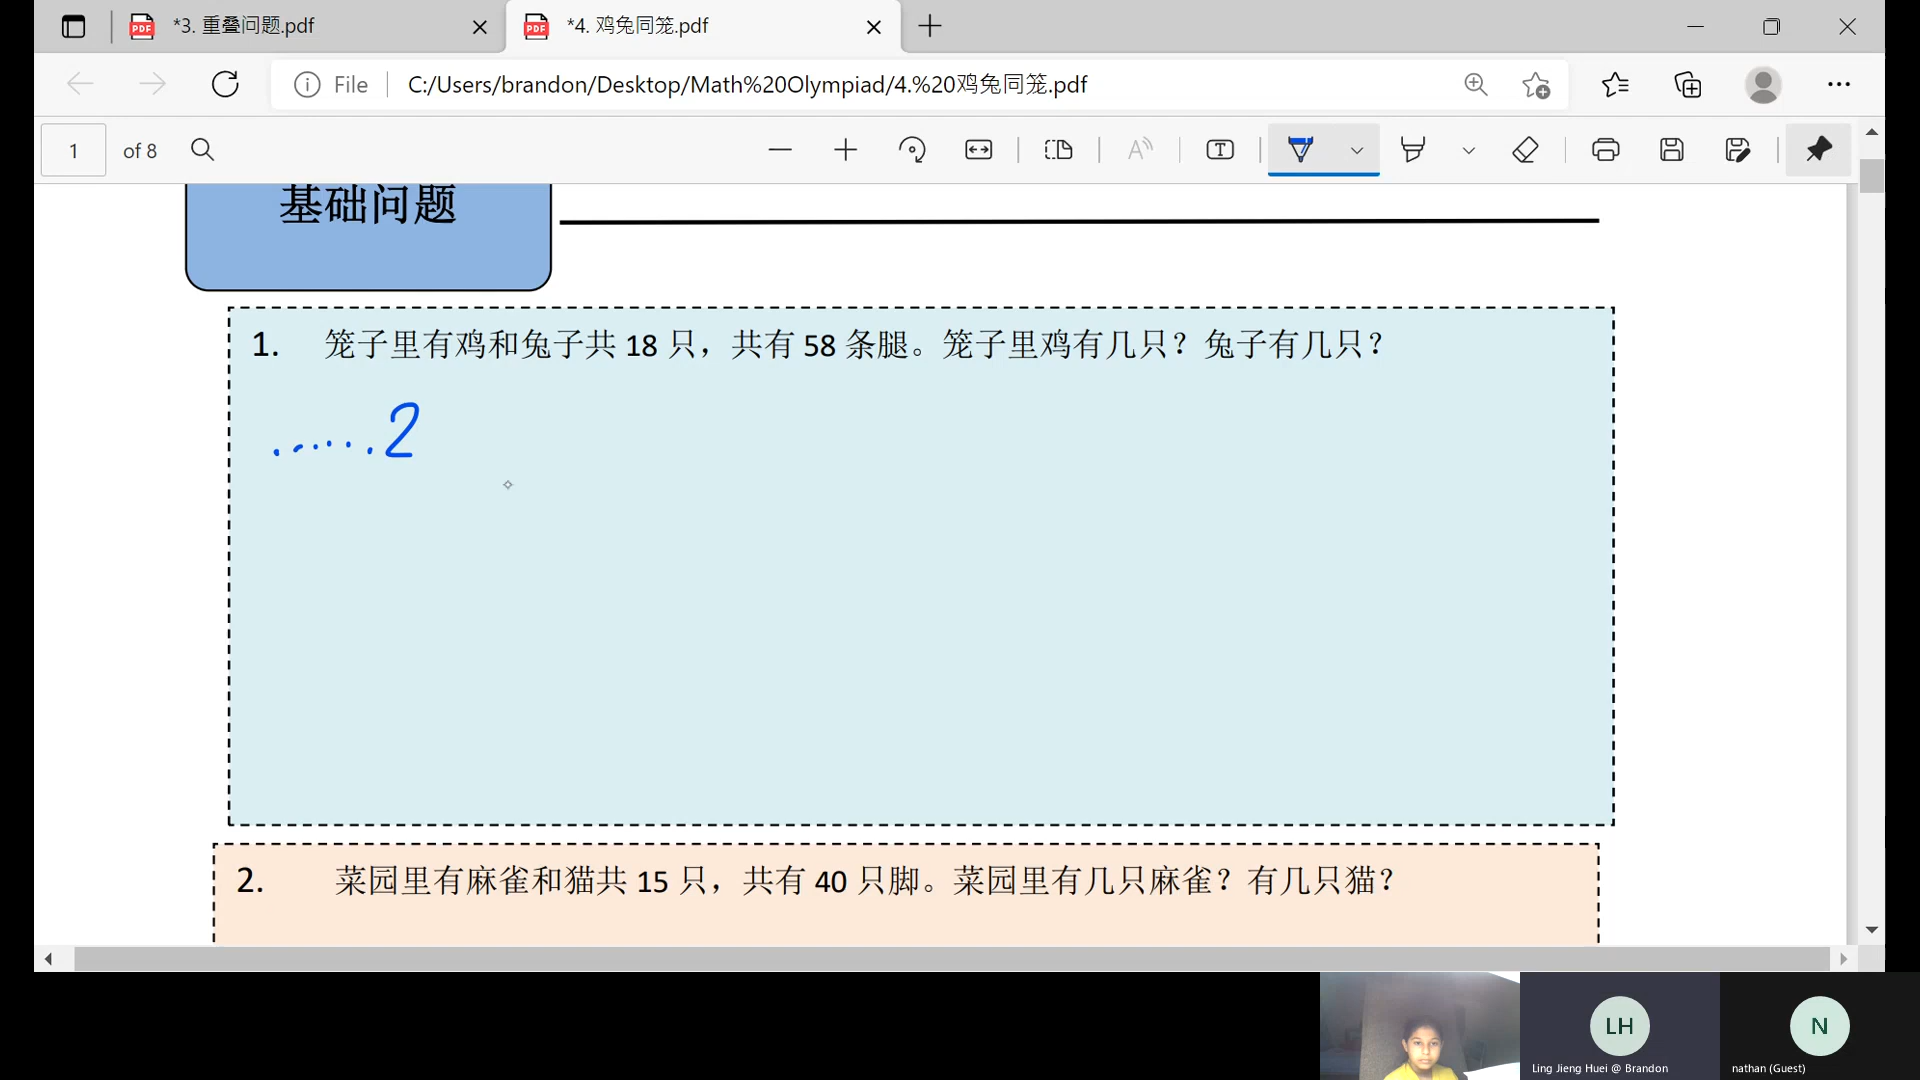 *3. 重叠问题.pdf
*4. 鸡兔同笼.pdf
File C:/Users/brandon/Desktop/Math%20Olympiad/4.%20鸡兔同笼.pdf
1 of 8
基础问题
1. 笼子里有鸡和兔子共 18 只，共有 58 条腿。笼子里鸡有几只？兔子有几只？
......2
2. 菜园里有麻雀和猫共 15 只，共有 40 只脚。菜园里有几只麻雀？有几只猫？
LH
Ling Jieng Huei @ Brandon
N
nathan (Guest)